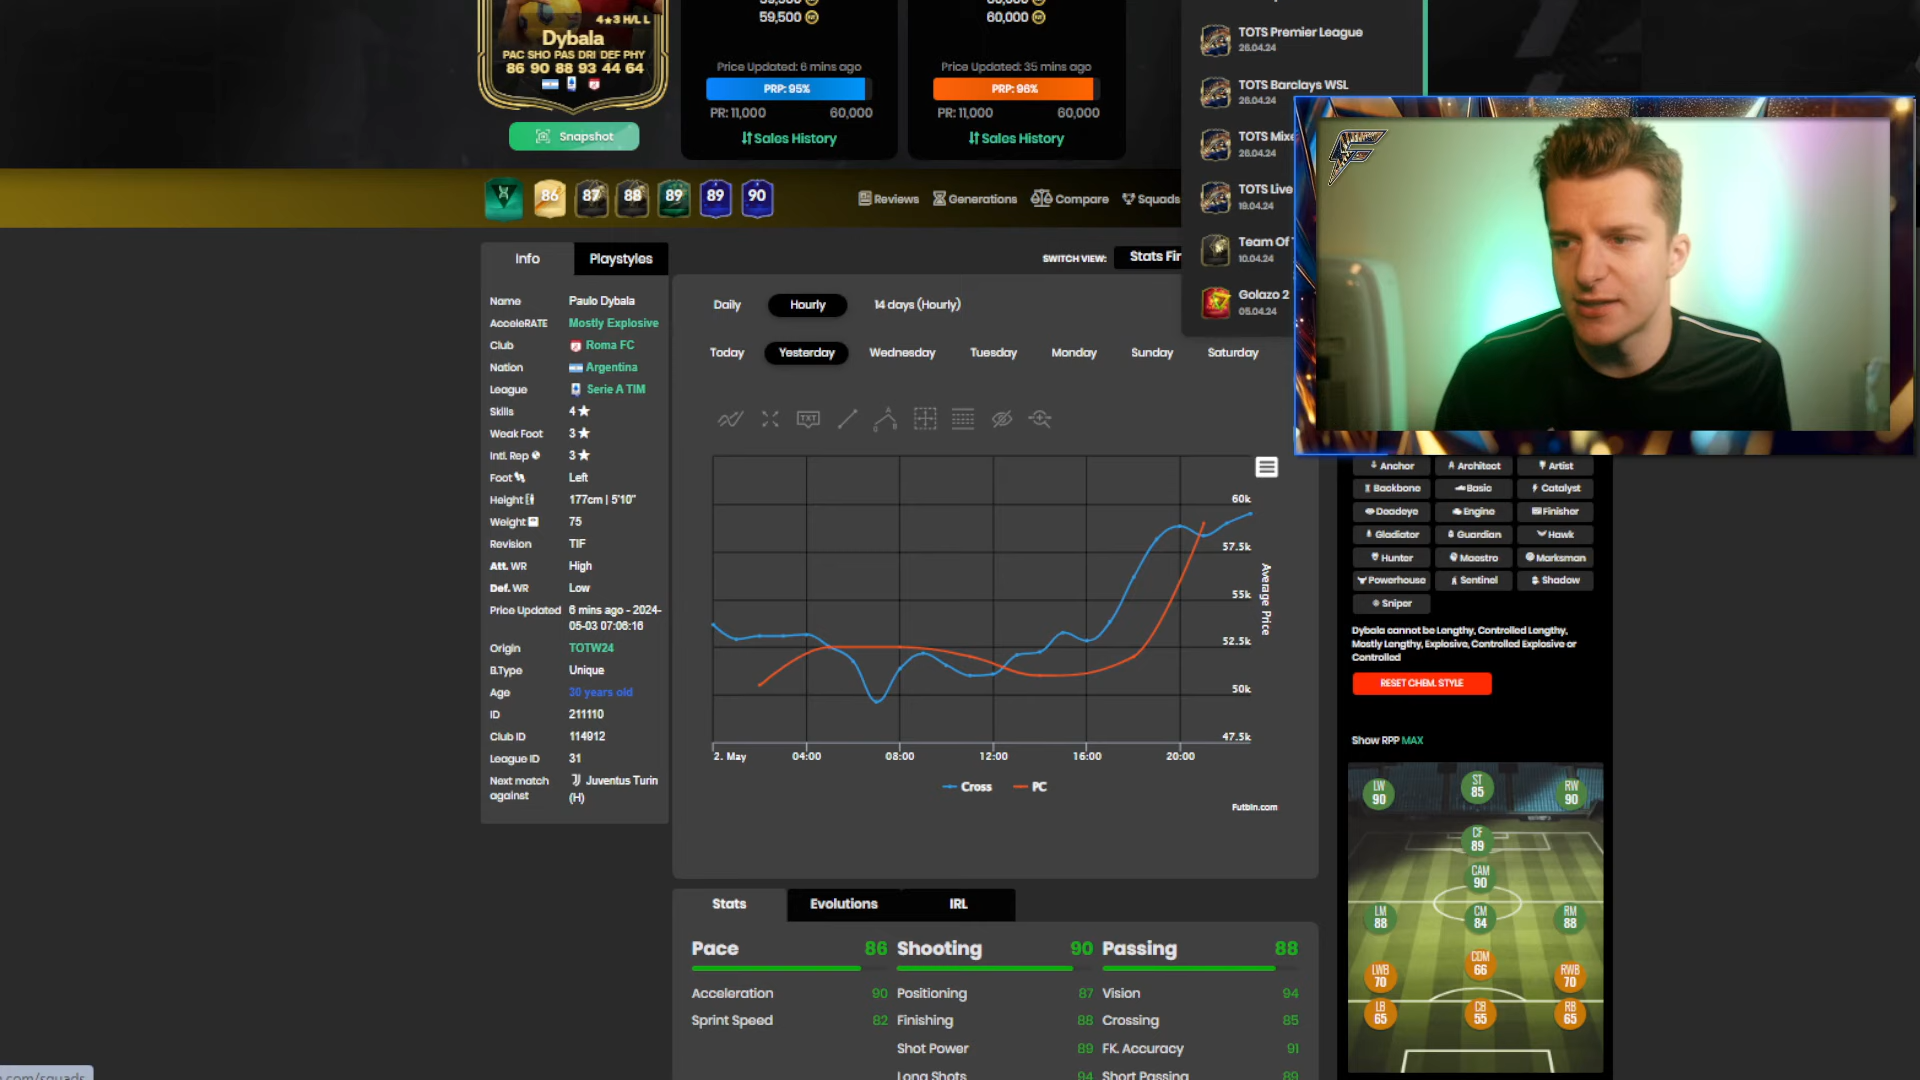 4★3 H/L L
Dybala
PAC SHO PAS DRI DEF PHY
86 90 88 93 44 64
Snapshot
59,500
Price Updated: 6 mins ago
PRP: 95%
PR: 11,000 60,000
Sales History
60,000
Price Updated: 35 mins ago
PRP: 96%
PR: 11,000 60,000
Sales History
TOTS Premier League
26.04.24
TOTS Barclays WSL
26.04.24
TOTS Mixe
26.04.24
TOTS Live
19.04.24
Team Of
10.04.24
Golazo 2
05.04.24
86 87 88 89 89 90
Reviews Generations Compare Squads
Info Playstyles
SWITCH VIEW: Stats Fir
Name Paulo Dybala
AcceleRATE Mostly Explosive
Club Roma FC
Nation Argentina
League Serie A TIM
Skills 4★
Weak Foot 3★
Intl. Rep 3★
Foot Left
Height 177cm | 5'10"
Weight 75
Revision TIF
Att. WR High
Def. WR Low
Price Updated 6 mins ago - 2024-
05-03 07:06:16
Origin TOTW24
B.Type Unique
Age 30 years old
ID 211110
Club ID 114912
League ID 31
Next match against Juventus Turin (H)
Daily Hourly 14 days (Hourly)
Today Yesterday Wednesday Tuesday Monday Sunday Saturday
TXT
60k
57.5k
55k
52.5k
50k
47.5k
Average Price
2. May 04:00 08:00 12:00 16:00 20:00
Cross PC
Futbin.com
Stats Evolutions IRL
Pace 86 Shooting 90 Passing 88
Acceleration 90 Positioning 87 Vision 94
Sprint Speed 82 Finishing 88 Crossing 85
Shot Power 89 FK. Accuracy 91
Long Shots 94 Short Passing 89
Anchor Architect Artist
Backbone Basic Catalyst
Deadeye Engine Finisher
Gladiator Guardian Hawk
Hunter Maestro Marksman
Powerhouse Sentinel Shadow
Sniper
Dybala cannot be Lengthy, Controlled Lengthy,
Mostly Lengthy, Explosive, Controlled Explosive or
Controlled
RESET CHEM. STYLE
Show RPP MAX
LW 90
ST 85
RW 90
CF 89
CAM 90
LM 88
CM 84
RM 88
LWB 70
CDM 66
RWB 70
LB 65
CB 55
RB 65
.com/squads